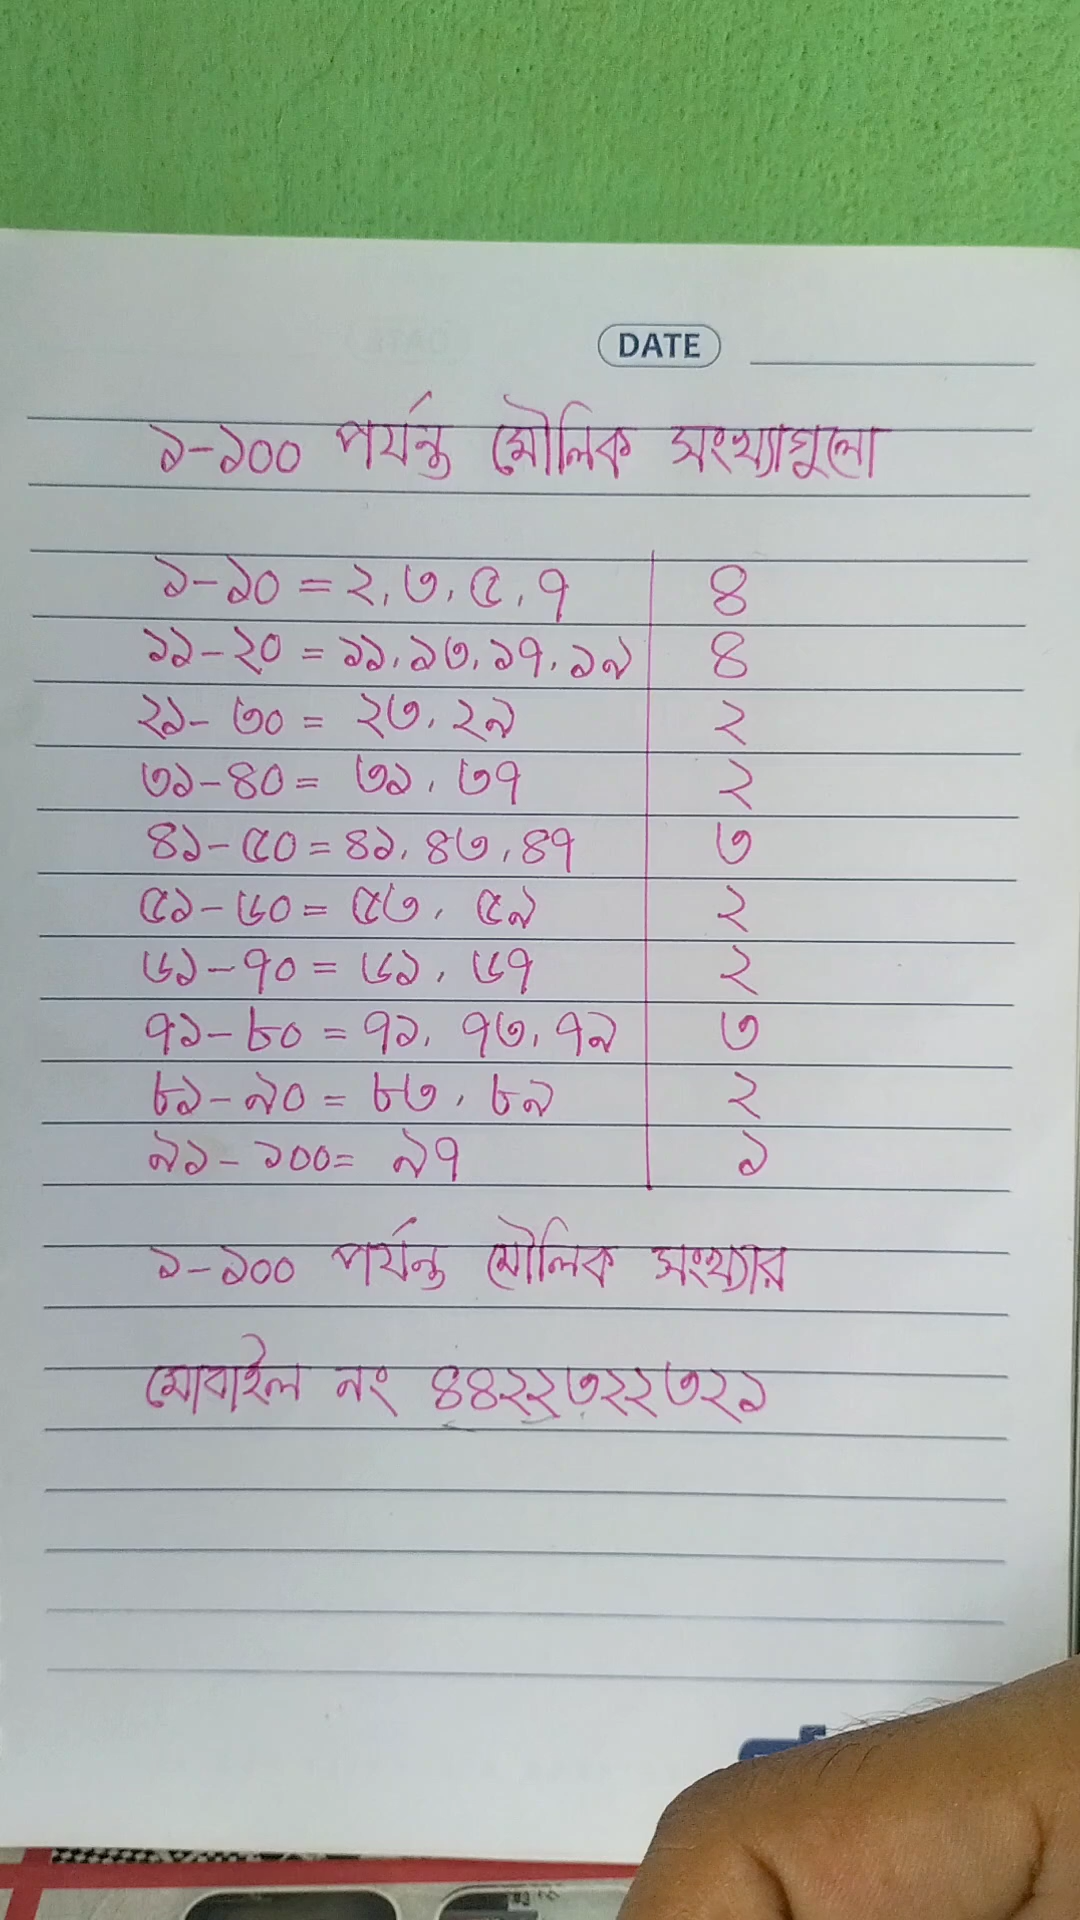 DATE
১-১০০ পর্যন্ত মৌলিক সংখ্যাগুলো
১-১০ = ২, ৩, ৫, ৭ ৪
১১-২০ = ১১, ১৩, ১৭, ১৯ ৪
২১-৩০ = ২৩, ২৯ ২
৩১-৪০ = ৩১, ৩৭ ২
৪১-৫০ = ৪১, ৪৩, ৪৭ ৩
৫১-৬০ = ৫৩, ৫৯ ২
৬১-৭০ = ৬১, ৬৭ ২
৭১-৮০ = ৭১, ৭৩, ৭৯ ৩
৮১-৯০ = ৮৩, ৮৯ ২
৯১-১০০= ৯৭ ১
১-১০০ পর্যন্ত মৌলিক সংখ্যার
মোবাইল নং ৪৪২২৩২২৩২১